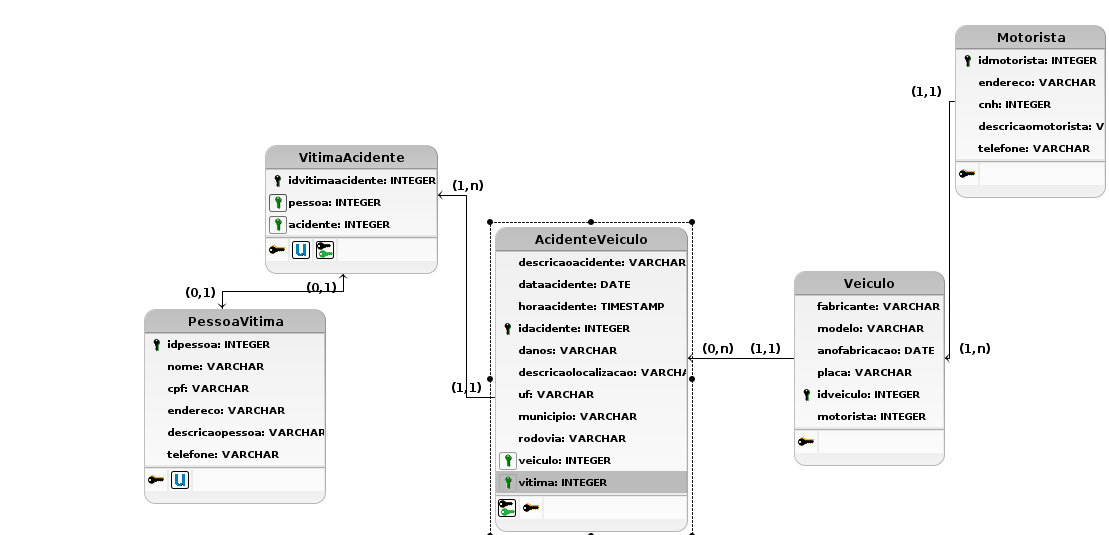 Motorista
idmotorista: INTEGER
endereco: VARCHAR
cnh: INTEGER
descricaomotorista: V
telefone: VARCHAR
(1,1)
VitimaAcidente
idvitimaacidente: INTEGER
pessoa: INTEGER
acidente: INTEGER
U
(1,n)
(0,1)
(0,1)
PessoaVitima
idpessoa: INTEGER
nome: VARCHAR
cpf: VARCHAR
endereco: VARCHAR
descricaopessoa: VARCHAR
telefone: VARCHAR
U
(1,1)
AcidenteVeiculo
descricaoacidente: VARCHAR
dataacidente: DATE
horaacidente: TIMESTAMP
idacidente: INTEGER
danos: VARCHAR
descricaolocalizacao: VARCHA
uf: VARCHAR
municipio: VARCHAR
rodovia: VARCHAR
veiculo: INTEGER
vitima: INTEGER
(0,n) (1,1)
Veiculo
fabricante: VARCHAR
modelo: VARCHAR
anofabricacao: DATE
placa: VARCHAR
idveiculo: INTEGER
motorista: INTEGER
(1,n)